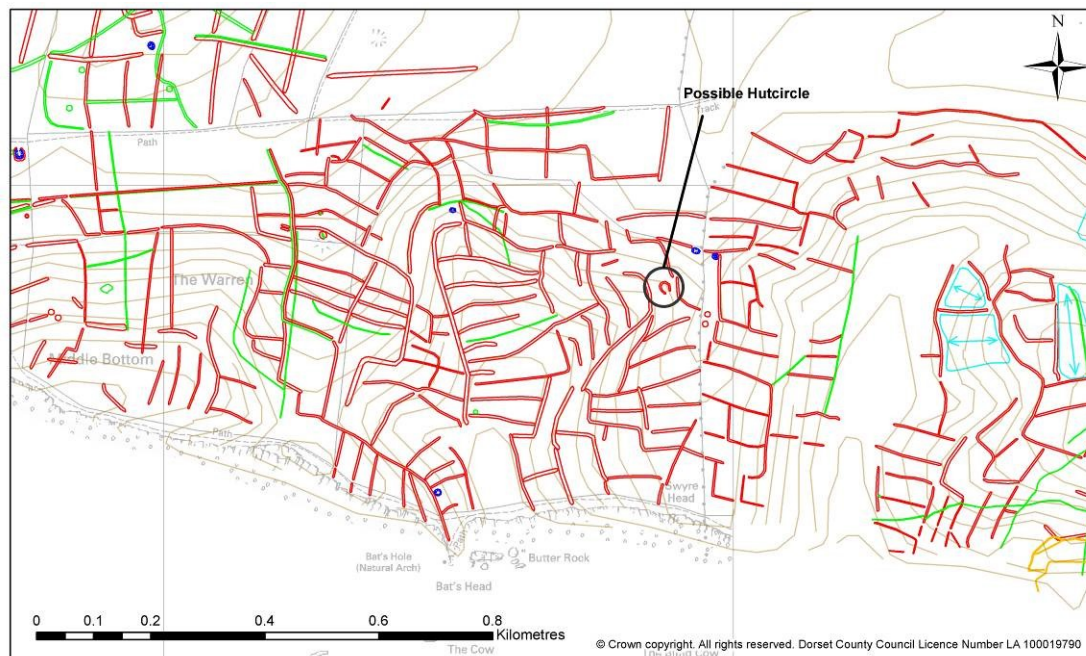 N
Possible Hutcircle
Track
Path
The Warren
Middle Bottom
Path
Swyre
Head
Path
Bat's Hole
(Natural Arch)
Butter Rock
Bat's Head
0 0.1 0.2 0.4 0.6 0.8
Kilometres
The Cow
© Crown copyright. All rights reserved. Dorset County Council Licence Number LA 100019790